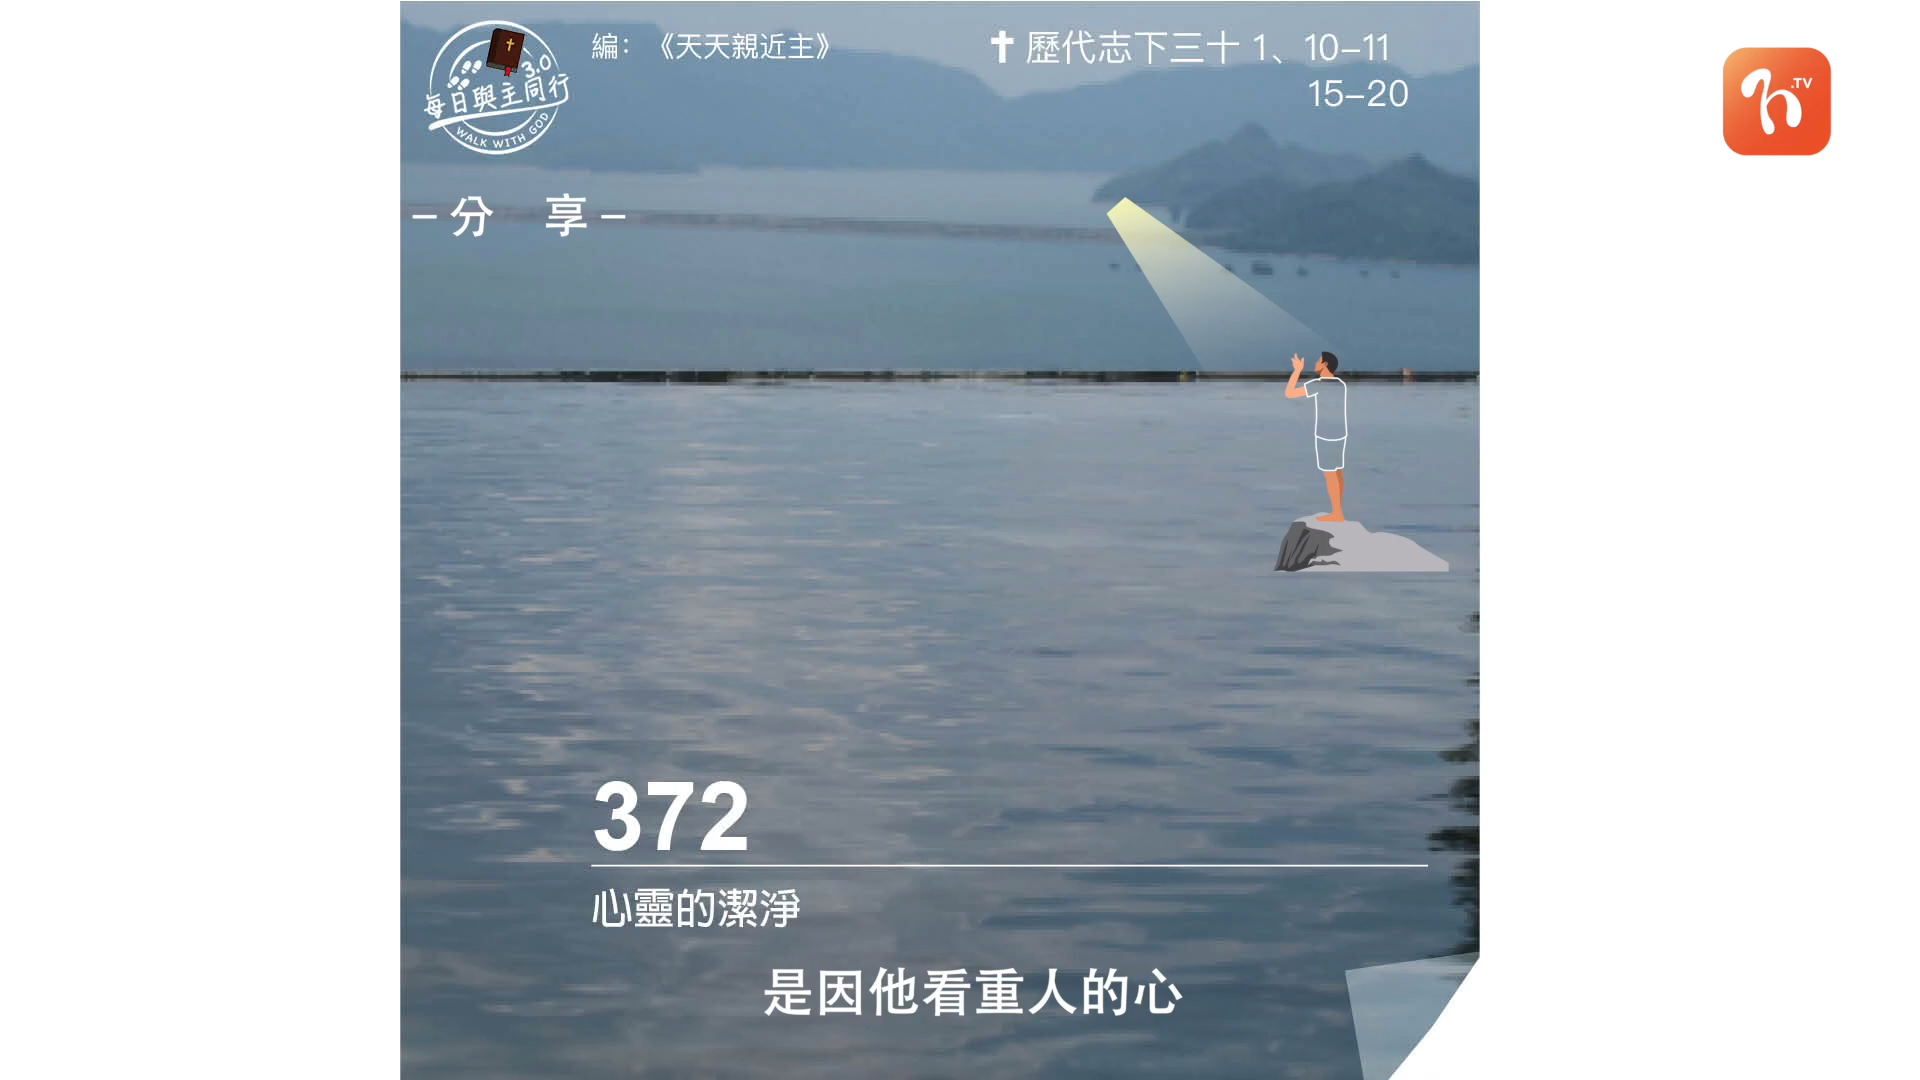 編：《天天親近主》
歷代志下三十 1、10-11
15-20
每日與主同行 3.0
WALK WITH GOD
h.TV
- 分 享 -
372
心靈的潔淨
是因他看重人的心